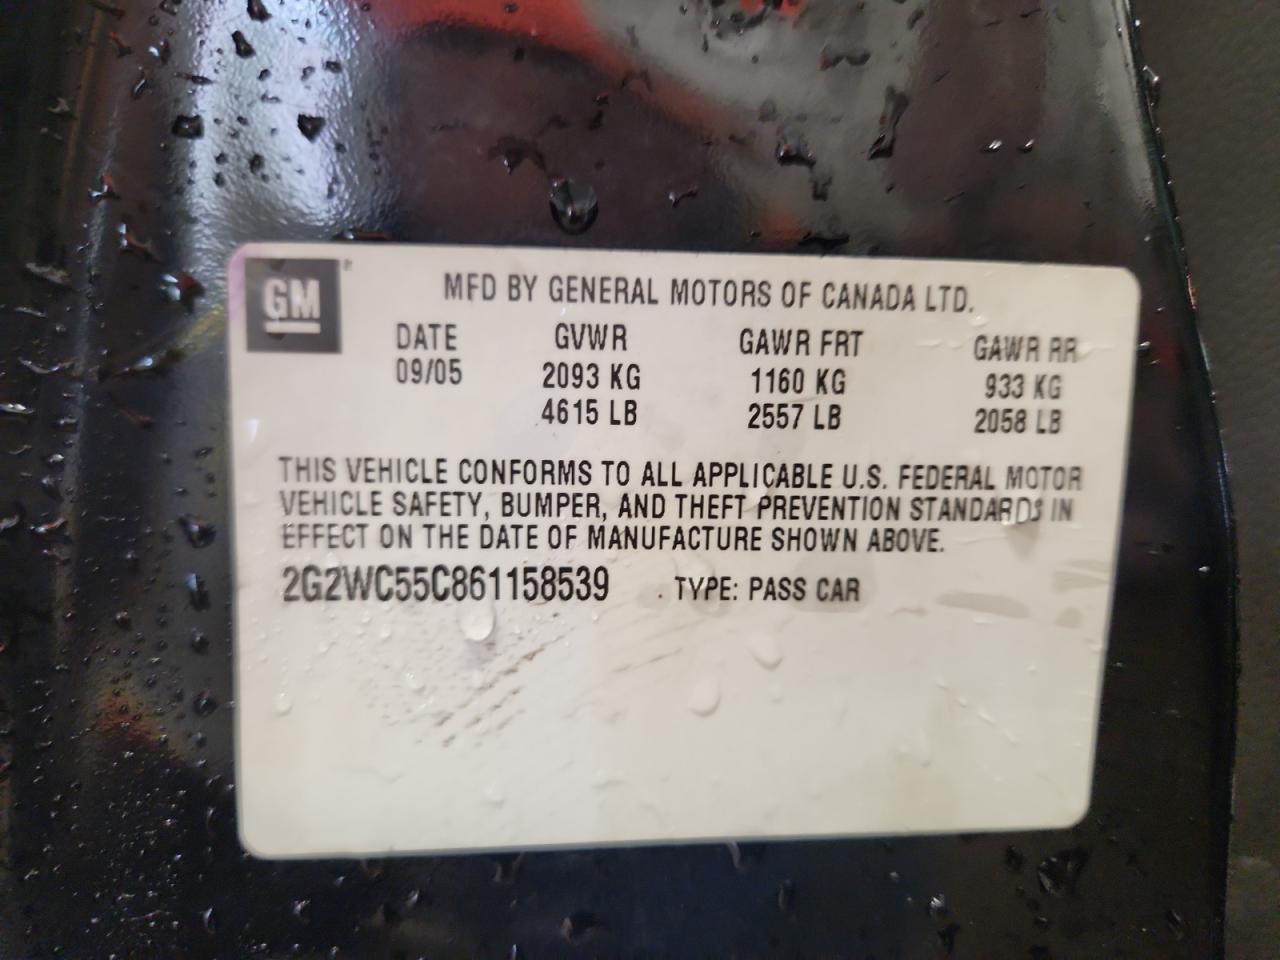 GM
MFD BY GENERAL MOTORS OF CANADA LTD.
DATE GVWR GAWR FRT GAWR RR
09/05 2093 KG 1160 KG 933 KG
4615 LB 2557 LB 2058 LB
THIS VEHICLE CONFORMS TO ALL APPLICABLE U.S. FEDERAL MOTOR
VEHICLE SAFETY, BUMPER, AND THEFT PREVENTION STANDARDS IN
EFFECT ON THE DATE OF MANUFACTURE SHOWN ABOVE.
2G2WC55C861158539 TYPE: PASS CAR